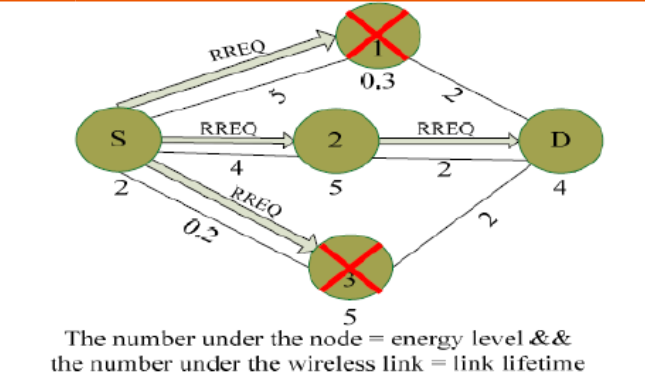 RREQ
1
0.3
5
2
S
RREQ
2
RREQ
D
2
4
5
2
4
RREQ
0.2
3
2
5
The number under the node = energy level &&
the number under the wireless link = link lifetime